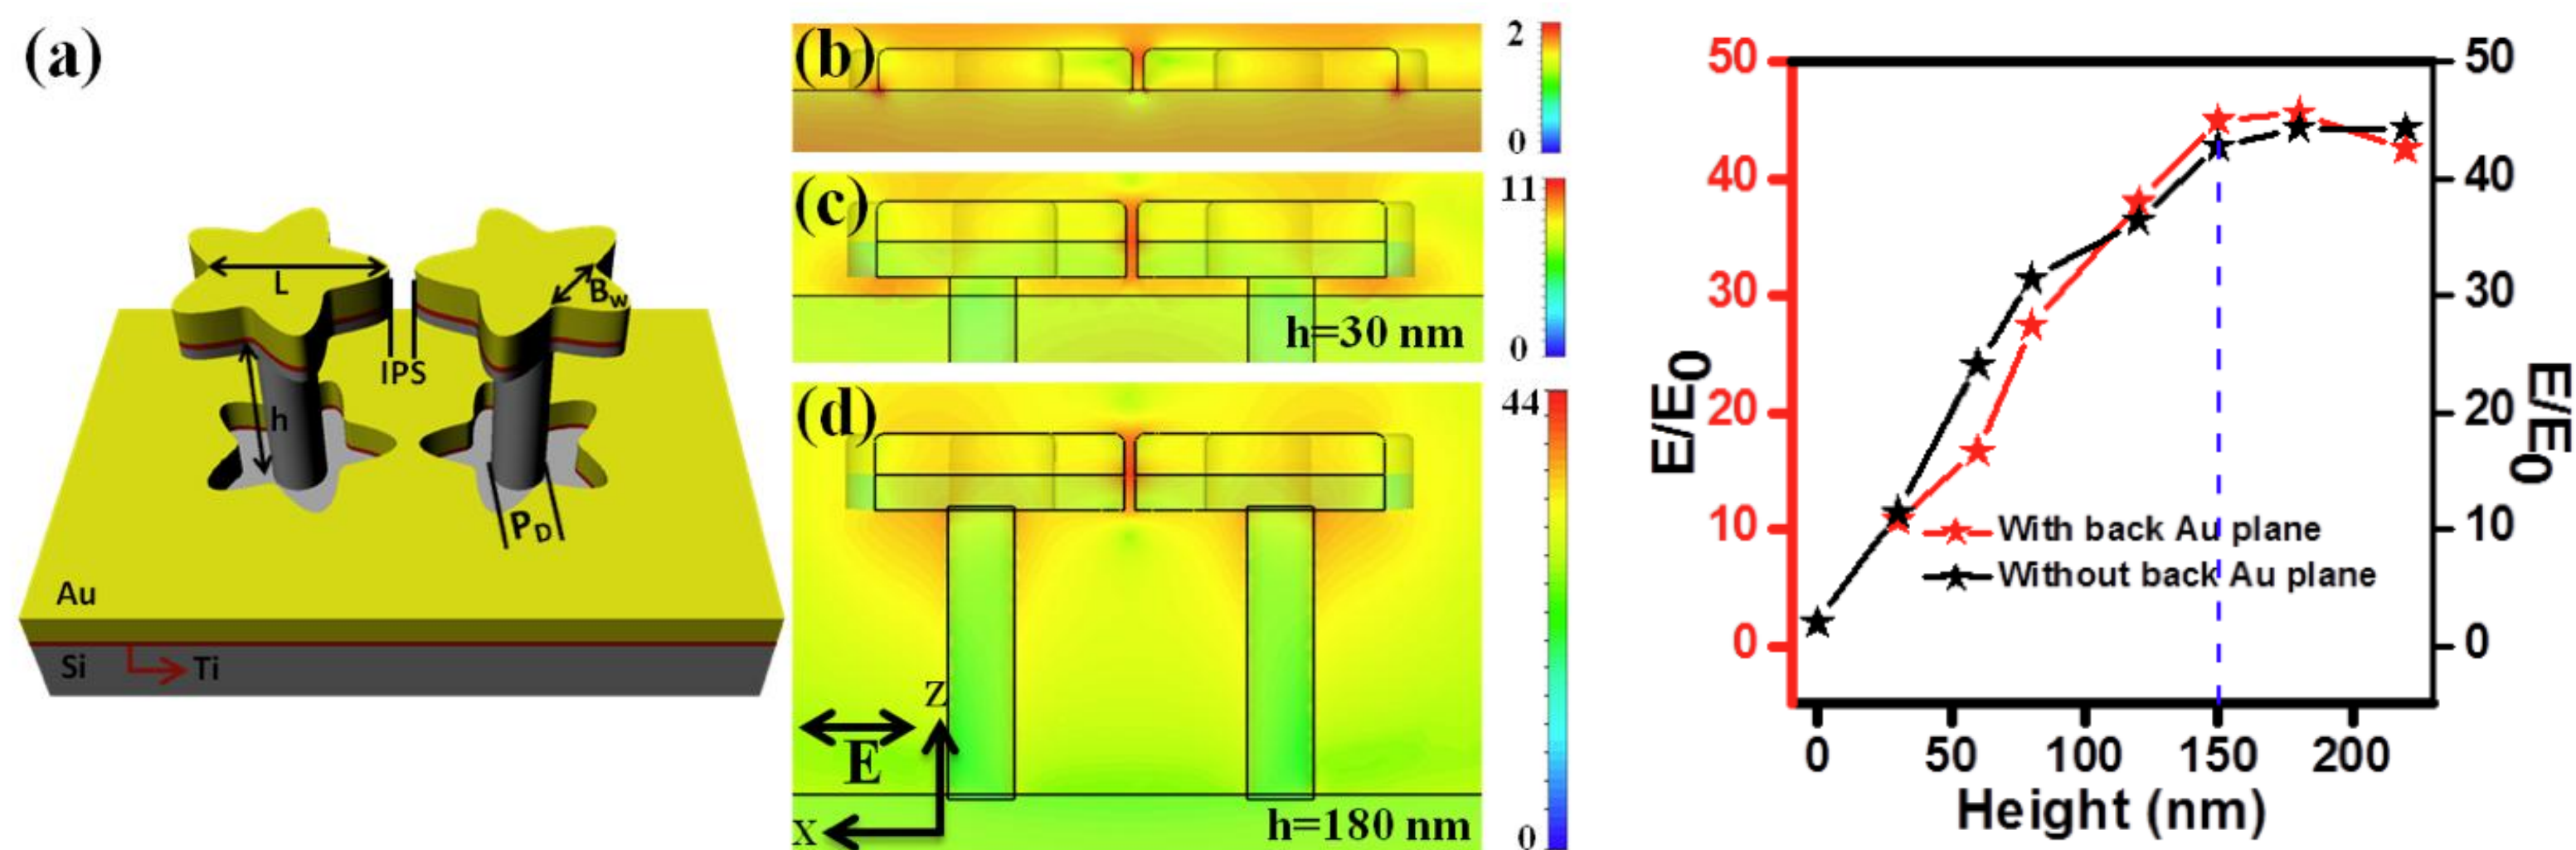 (a)
L
B_w
IPS
h
P_D
Au
Si
Ti
(b)
2
0
(c)
11
0
h=30 nm
(d)
44
0
Z
E
X
h=180 nm
50
40
30
20
10
0
E/E₀
50
40
30
20
10
0
E/E₀
With back Au plane
Without back Au plane
0 50 100 150 200
Height (nm)